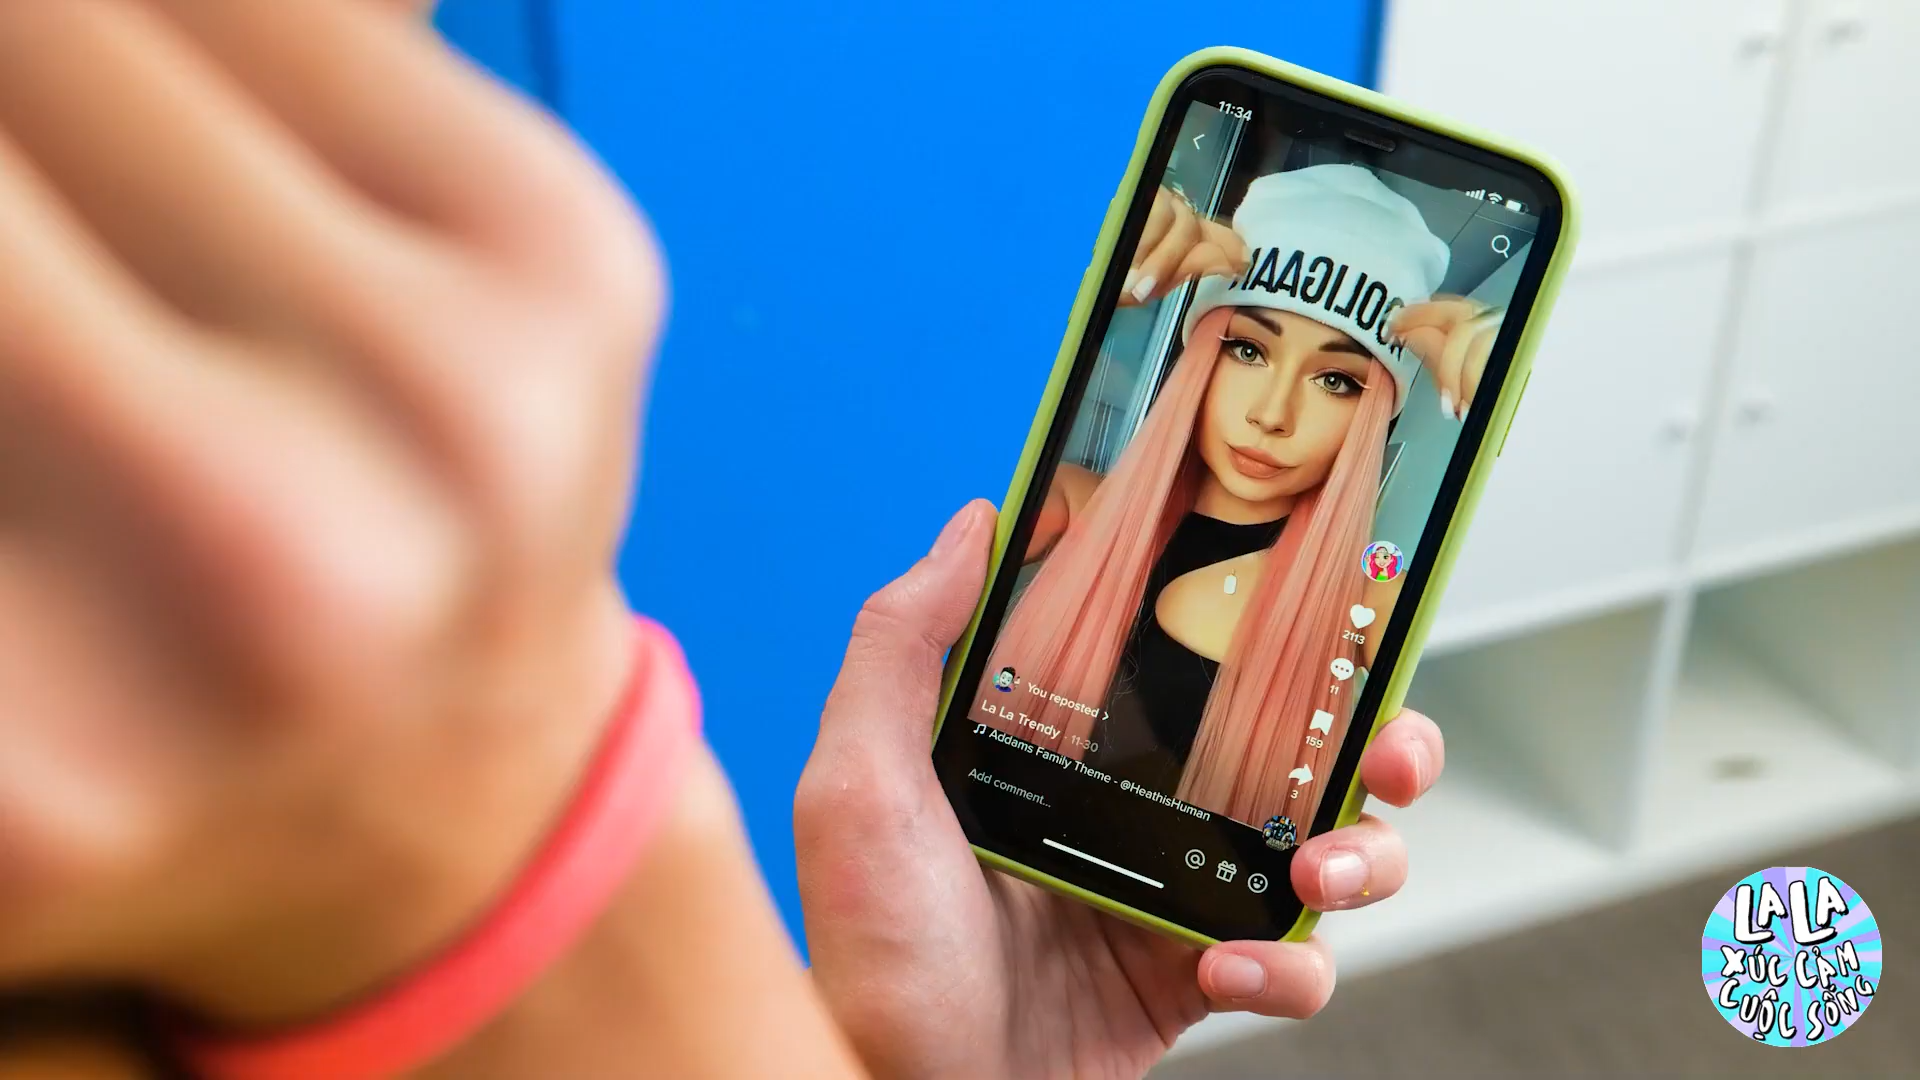 11:34
You reposted >
La La Trendy · 11-30
Addams Family Theme - @HeathisHuman
Add comment...
2113
11
159
3
LA LA
XÚC CẢM
CUỘC SỐNG